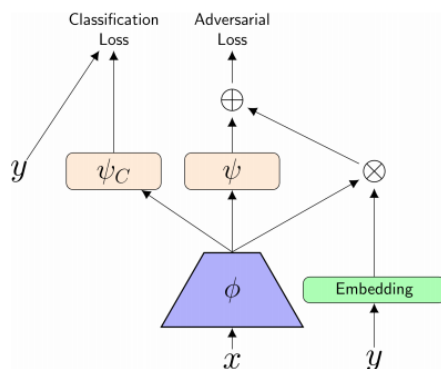 Classification
Loss
Adversarial
Loss
⊕
y
ψ_C
ψ
⊗
ϕ
Embedding
x
y